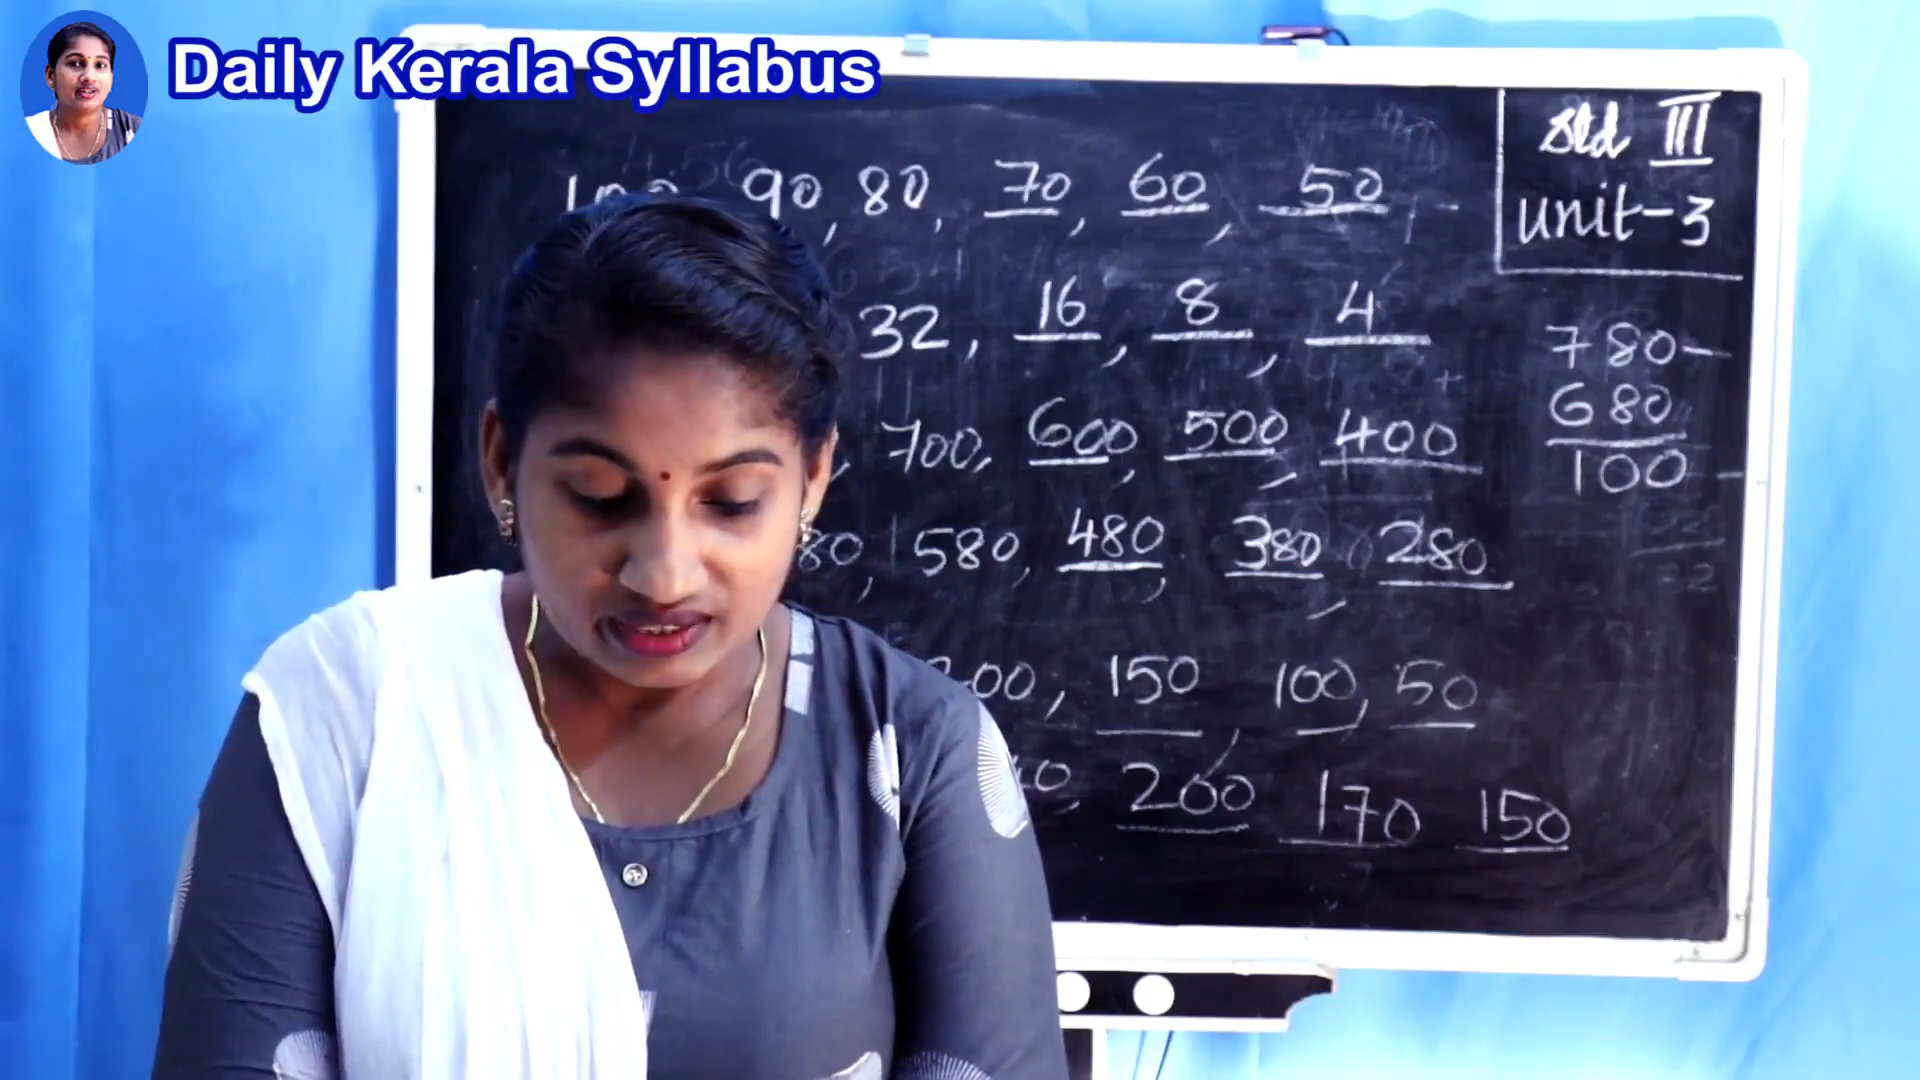 Daily Kerala Syllabus
Std III
unit-3
90, 80, 70, 60, 50
32, 16, 8, 4
700, 600, 500, 400
580, 480, 380, 280
150, 100, 50
200 170 150
780-
680
100